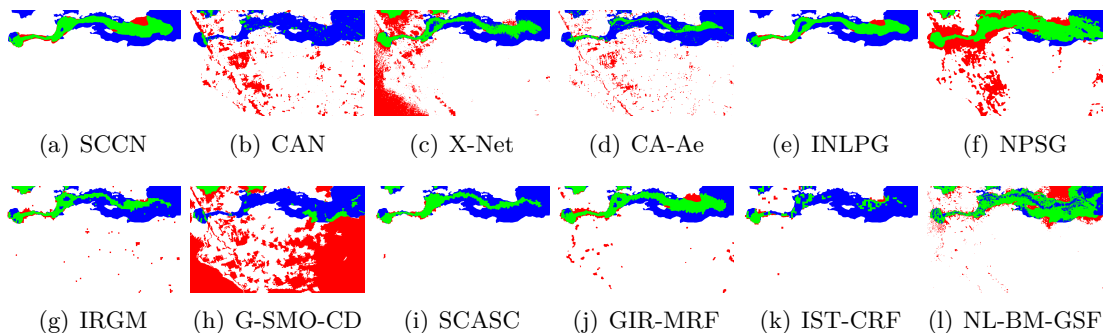 (a) SCCN (b) CAN (c) X-Net (d) CA-Ae (e) INLPG (f) NPSG
(g) IRGM (h) G-SMO-CD (i) SCASC (j) GIR-MRF (k) IST-CRF (l) NL-BM-GSF